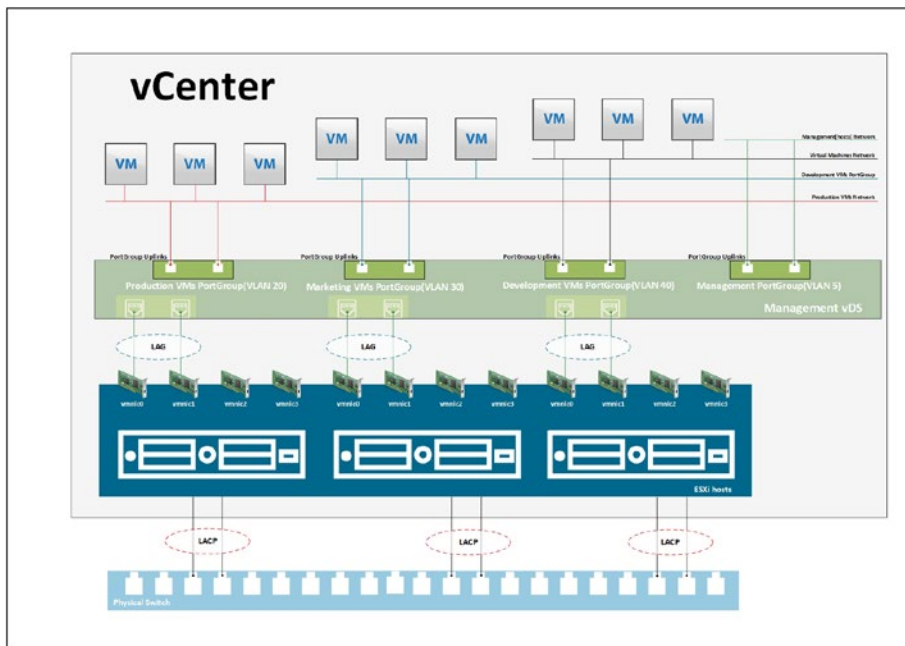 vCenter
VM VM VM
Management(hosts) Network
VM VM VM
Virtual Machines Network
VM VM VM
Development VMs PortGroup
Production VMs Network
PortGroup Uplinks PortGroup Uplinks PortGroup Uplinks PortGroup Uplinks
Production VMs PortGroup(VLAN 20) Marketing VMs PortGroup(VLAN 30) Development VMs PortGroup(VLAN 40) Management PortGroup(VLAN 5)
Management vDS
LAG LAG LAG
vmnic0 vmnic1 vmnic2 vmnic3 vmnic0 vmnic1 vmnic2 vmnic3 vmnic0 vmnic1 vmnic2 vmnic3
ESXi hosts
LACP LACP LACP
Physical Switch